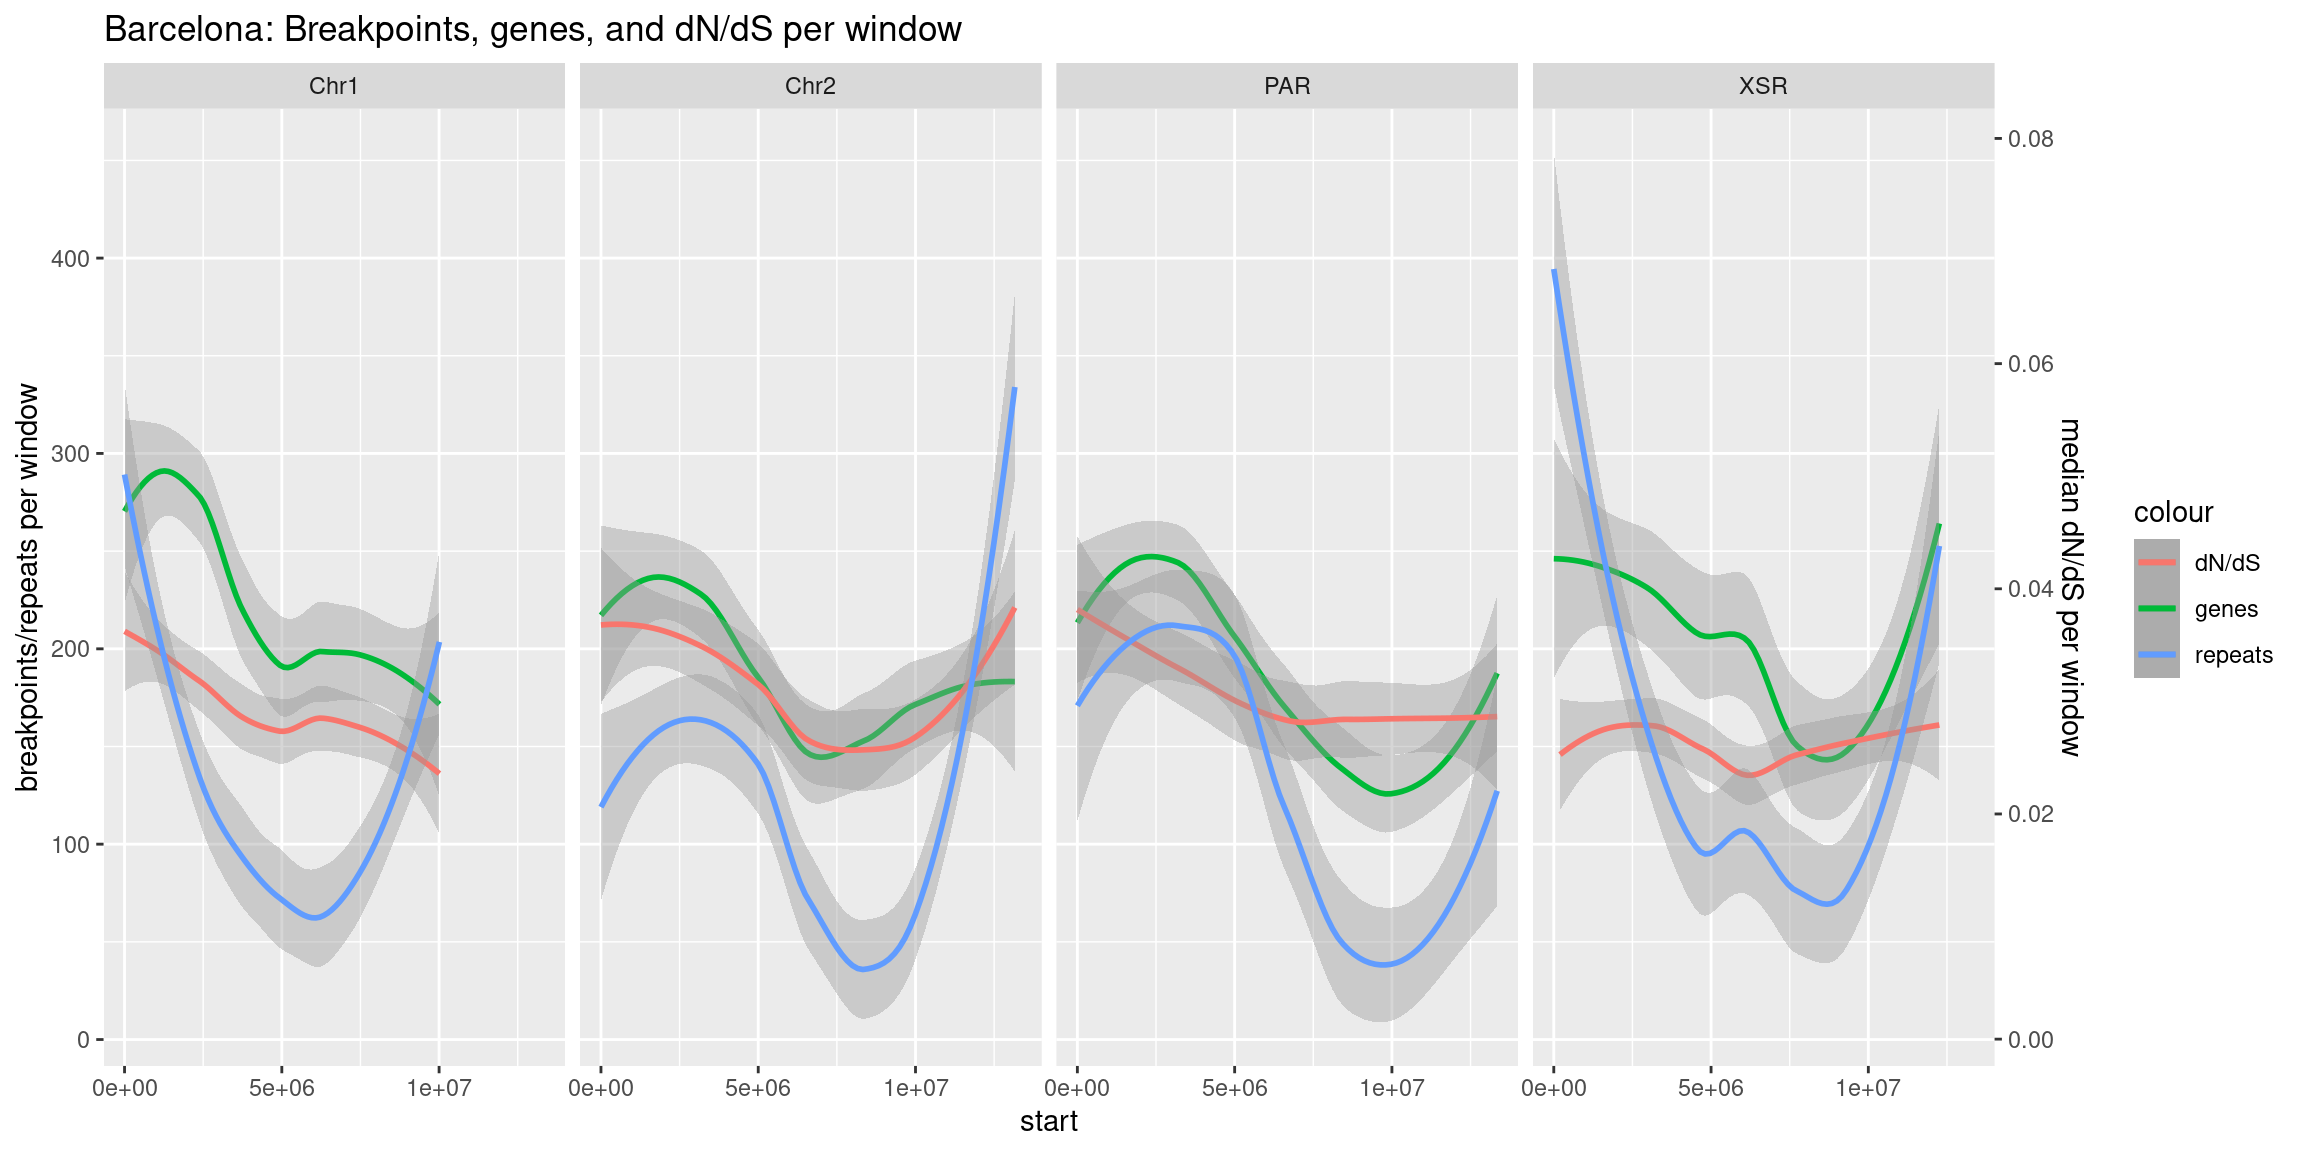 Barcelona: Breakpoints, genes, and dN/dS per window
Chr1
Chr2
PAR
XSR
breakpoints/repeats per window
400
300
200
100
0
0.08
0.06
0.04
0.02
0.00
median dN/dS per window
0e+00
5e+06
1e+07
0e+00
5e+06
1e+07
0e+00
5e+06
1e+07
0e+00
5e+06
1e+07
start
colour
dN/dS
genes
repeats